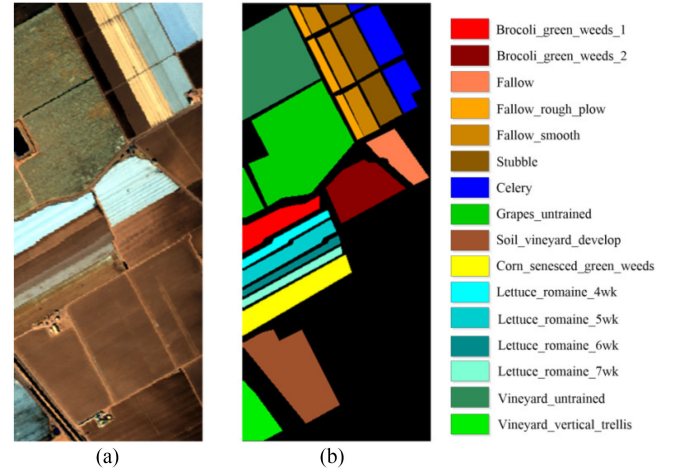 Brocoli_green_weeds_1
Brocoli_green_weeds_2
Fallow
Fallow_rough_plow
Fallow_smooth
Stubble
Celery
Grapes_untrained
Soil_vineyard_develop
Corn_senesced_green_weeds
Lettuce_romaine_4wk
Lettuce_romaine_5wk
Lettuce_romaine_6wk
Lettuce_romaine_7wk
Vineyard_untrained
Vineyard_vertical_trellis
(a)
(b)